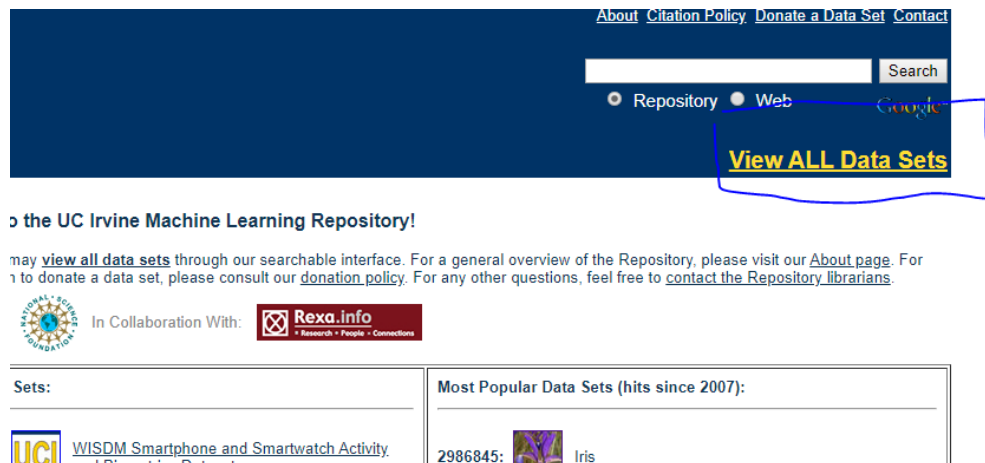 About Citation Policy Donate a Data Set Contact
Search
Repository Web Google
View ALL Data Sets
o the UC Irvine Machine Learning Repository!
may view all data sets through our searchable interface. For a general overview of the Repository, please visit our About page. For
n to donate a data set, please consult our donation policy. For any other questions, feel free to contact the Repository librarians.
NATIONAL SCIENCE FOUNDATION
In Collaboration With:
Rexa.info
Research • People • Connections
Sets:
Most Popular Data Sets (hits since 2007):
UCI
WISDM Smartphone and Smartwatch Activity
2986845:
Iris